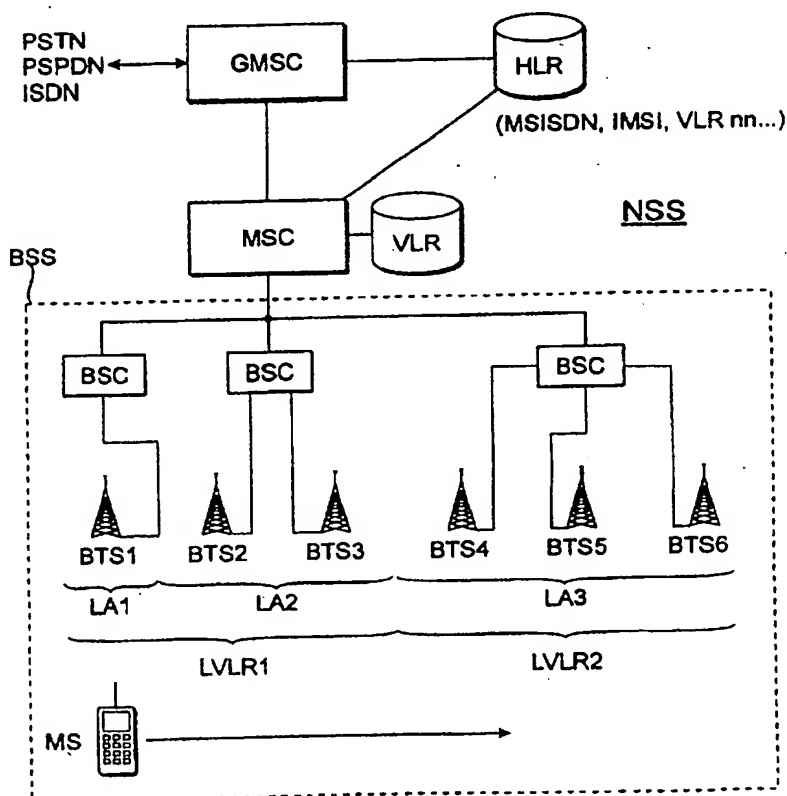 PSTN
PSPDN
ISDN
GMSC
HLR
(MSISDN, IMSI, VLR nn...)
MSC
VLR
NSS
BSS
BSC
BSC
BSC
BTS1
BTS2
BTS3
BTS4
BTS5
BTS6
LA1
LA2
LA3
LVLR1
LVLR2
MS